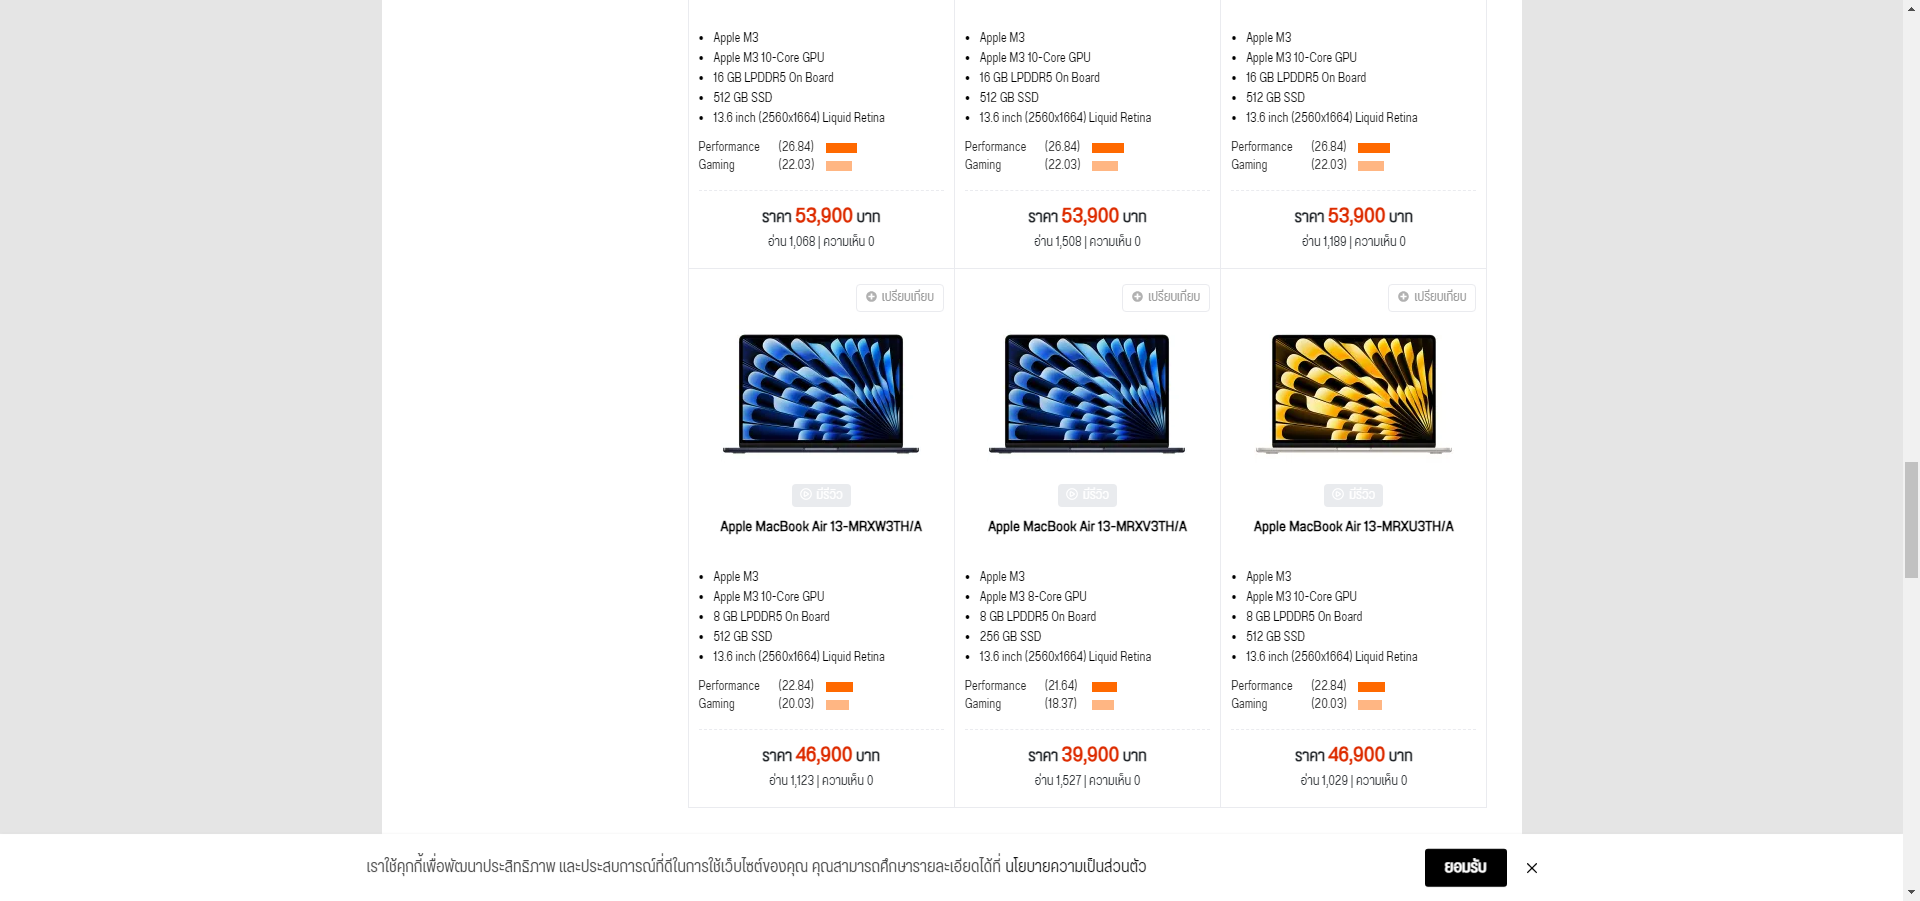 • Apple M3
• Apple M3 10-Core GPU
• 16 GB LPDDR5 On Board
• 512 GB SSD
• 13.6 inch (2560x1664) Liquid Retina
Performance (26.84)
Gaming (22.03)
ราคา 53,900 บาท
อ่าน 1,068 | ความเห็น 0
• Apple M3
• Apple M3 10-Core GPU
• 16 GB LPDDR5 On Board
• 512 GB SSD
• 13.6 inch (2560x1664) Liquid Retina
Performance (26.84)
Gaming (22.03)
ราคา 53,900 บาท
อ่าน 1,508 | ความเห็น 0
• Apple M3
• Apple M3 10-Core GPU
• 16 GB LPDDR5 On Board
• 512 GB SSD
• 13.6 inch (2560x1664) Liquid Retina
Performance (26.84)
Gaming (22.03)
ราคา 53,900 บาท
อ่าน 1,189 | ความเห็น 0
เปรียบเทียบ
มีรีวิว
Apple MacBook Air 13-MRXW3TH/A
• Apple M3
• Apple M3 10-Core GPU
• 8 GB LPDDR5 On Board
• 512 GB SSD
• 13.6 inch (2560x1664) Liquid Retina
Performance (22.84)
Gaming (20.03)
ราคา 46,900 บาท
อ่าน 1,123 | ความเห็น 0
เปรียบเทียบ
มีรีวิว
Apple MacBook Air 13-MRXV3TH/A
• Apple M3
• Apple M3 8-Core GPU
• 8 GB LPDDR5 On Board
• 256 GB SSD
• 13.6 inch (2560x1664) Liquid Retina
Performance (21.64)
Gaming (18.37)
ราคา 39,900 บาท
อ่าน 1,527 | ความเห็น 0
เปรียบเทียบ
มีรีวิว
Apple MacBook Air 13-MRXU3TH/A
• Apple M3
• Apple M3 10-Core GPU
• 8 GB LPDDR5 On Board
• 512 GB SSD
• 13.6 inch (2560x1664) Liquid Retina
Performance (22.84)
Gaming (20.03)
ราคา 46,900 บาท
อ่าน 1,029 | ความเห็น 0
เราใช้คุกกี้เพื่อพัฒนาประสิทธิภาพ และประสบการณ์ที่ดีในการใช้เว็บไซต์ของคุณ คุณสามารถศึกษารายละเอียดได้ที่ นโยบายความเป็นส่วนตัว
ยอมรับ